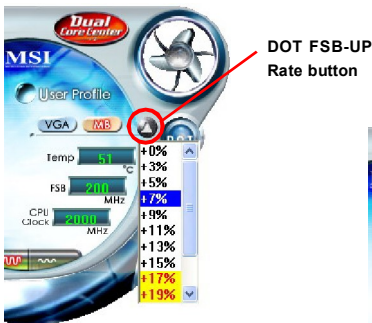 Dual
Core Center
MSI
User Profile
VGA
MB
DOT
DOT FSB-UP
Rate button
Temp 51 °C
FSB 200 MHz
CPU Clock 2000 MHz
+0%
+3%
+5%
+7%
+9%
+11%
+13%
+15%
+17%
+19%